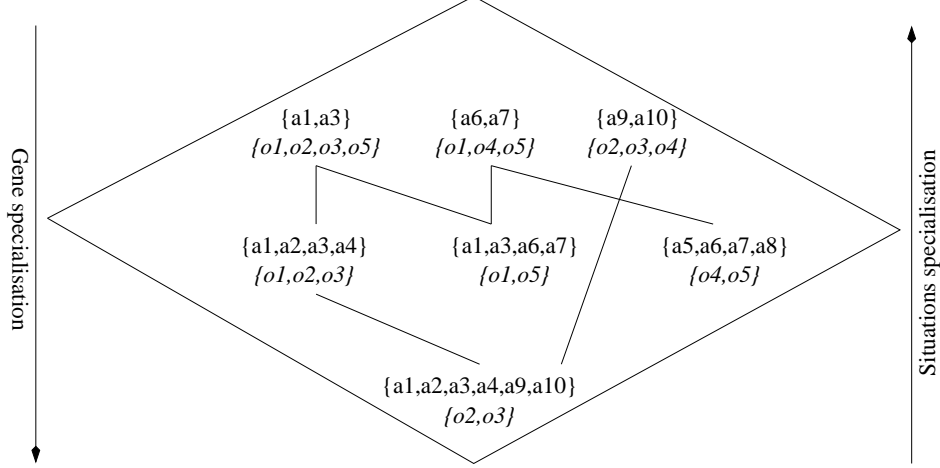 {a1,a3}
{o1,o2,o3,o5}
{a6,a7}
{o1,o4,o5}
{a9,a10}
{o2,o3,o4}
{a1,a2,a3,a4}
{o1,o2,o3}
{a1,a3,a6,a7}
{o1,o5}
{a5,a6,a7,a8}
{o4,o5}
{a1,a2,a3,a4,a9,a10}
{o2,o3}
Gene specialisation
Situations specialisation